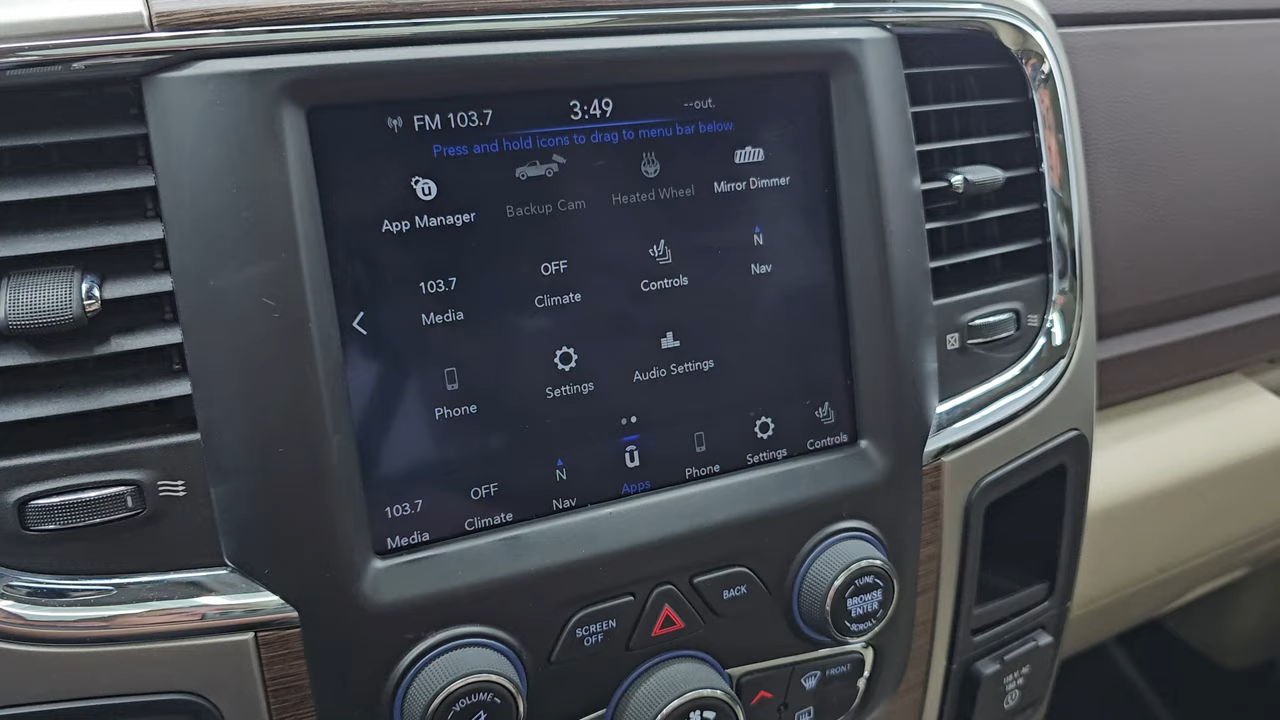 FM 103.7
3:49
--out.
Press and hold icons to drag to menu bar below
App Manager
Backup Cam
Heated Wheel
Mirror Dimmer
103.7
Media
OFF
Climate
Controls
N
Nav
Phone
Settings
Audio Settings
103.7
Media
OFF
Climate
N
Nav
Apps
Phone
Settings
Controls
SCREEN
OFF
BACK
TUNE
BROWSE
ENTER
SCROLL
VOLUME
FRONT